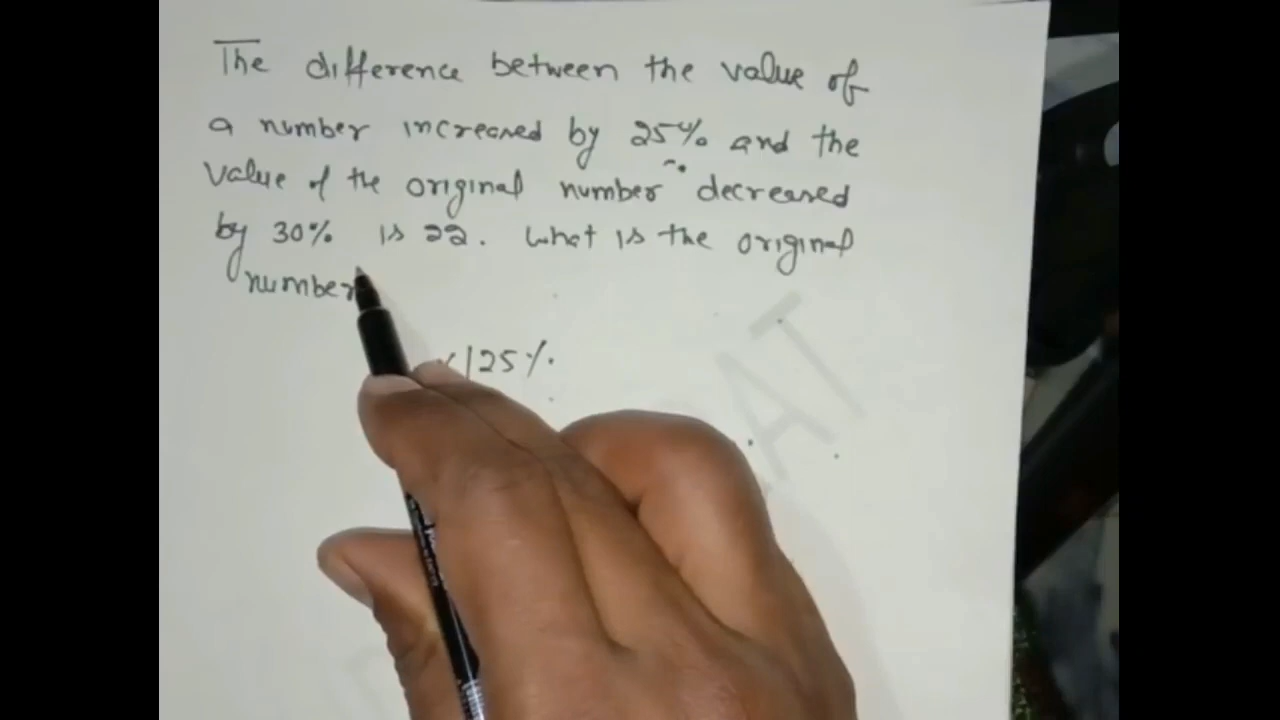 The difference between the value of
a number increased by 25% and the
value of the original number decreased
by 30% is 22. What is the original
number
125%